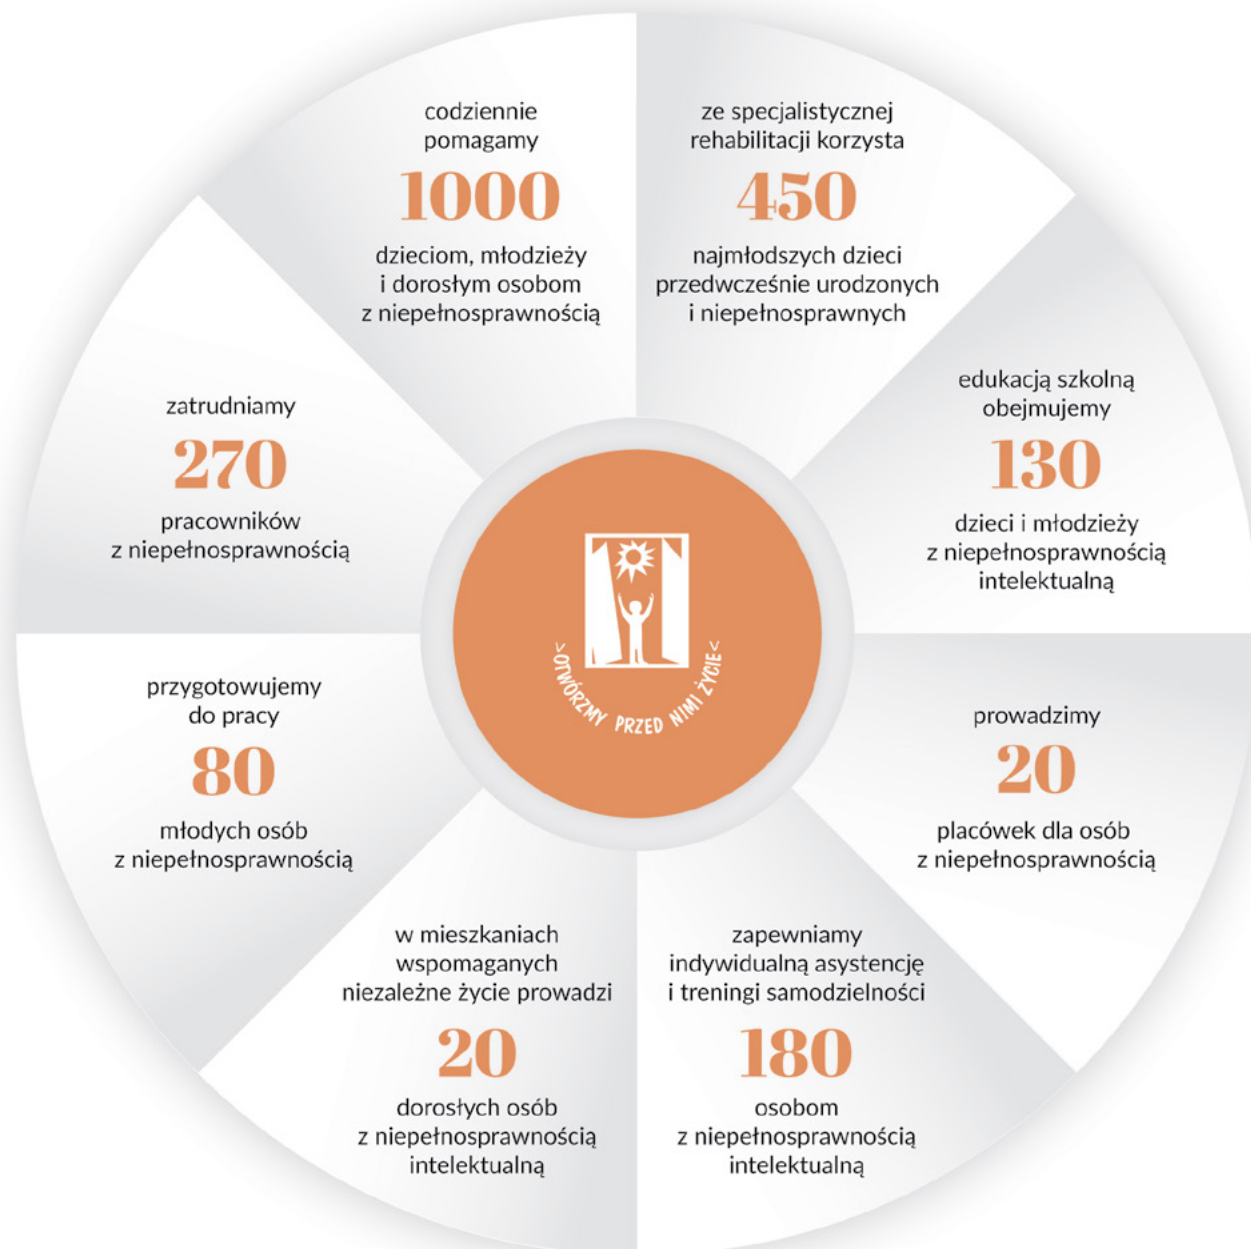 codziennie
pomagamy
1000
dzieciom, młodzieży
i dorosłym osobom
z niepełnosprawnością
ze specjalistycznej
rehabilitacji korzysta
450
najmłodszych dzieci
przedwcześnie urodzonych
i niepełnosprawnych
edukacją szkolną
obejmujemy
130
dzieci i młodzieży
z niepełnosprawnością
intelektualną
prowadzimy
20
placówek dla osób
z niepełnosprawnością
zapewniamy
indywidualną asystencję
i treningi samodzielności
180
osobom
z niepełnosprawnością
intelektualną
w mieszkaniach
wspomaganych
niezależne życie prowadzi
20
dorosłych osób
z niepełnosprawnością
intelektualną
przygotowujemy
do pracy
80
młodych osób
z niepełnosprawnością
zatrudniamy
270
pracowników
z niepełnosprawnością
>OTWÓRZMY PRZED NIMI ŻYCIE<